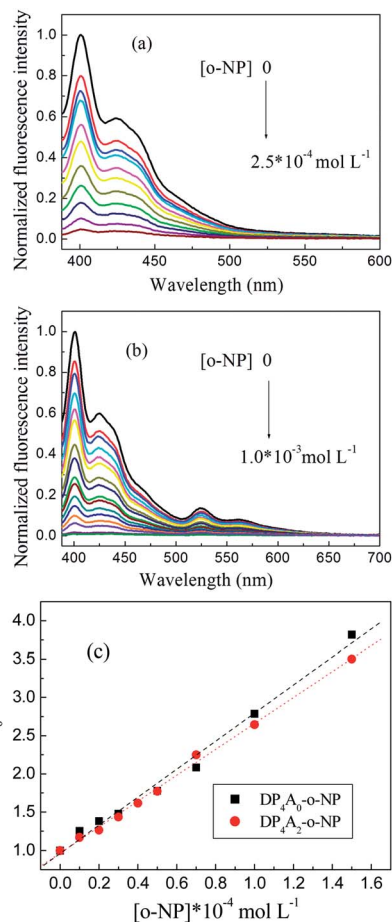 (a)
[o-NP] 0
2.5*10-4 mol L-1
Normalized fluorescence intensity
1.0
0.8
0.6
0.4
0.2
0.0
400 450 500 550 600
Wavelength (nm)
(b)
[o-NP] 0
1.0*10-3 mol L-1
Normalized fluorescence intensity
1.0
0.8
0.6
0.4
0.2
0.0
400 450 500 550 600 650 700
Wavelength (nm)
(c)
4.0
3.5
3.0
2.5
2.0
1.5
1.0
DP4A0-o-NP
DP4A2-o-NP
0.0 0.2 0.4 0.6 0.8 1.0 1.2 1.4 1.6
[o-NP]*10-4 mol L-1